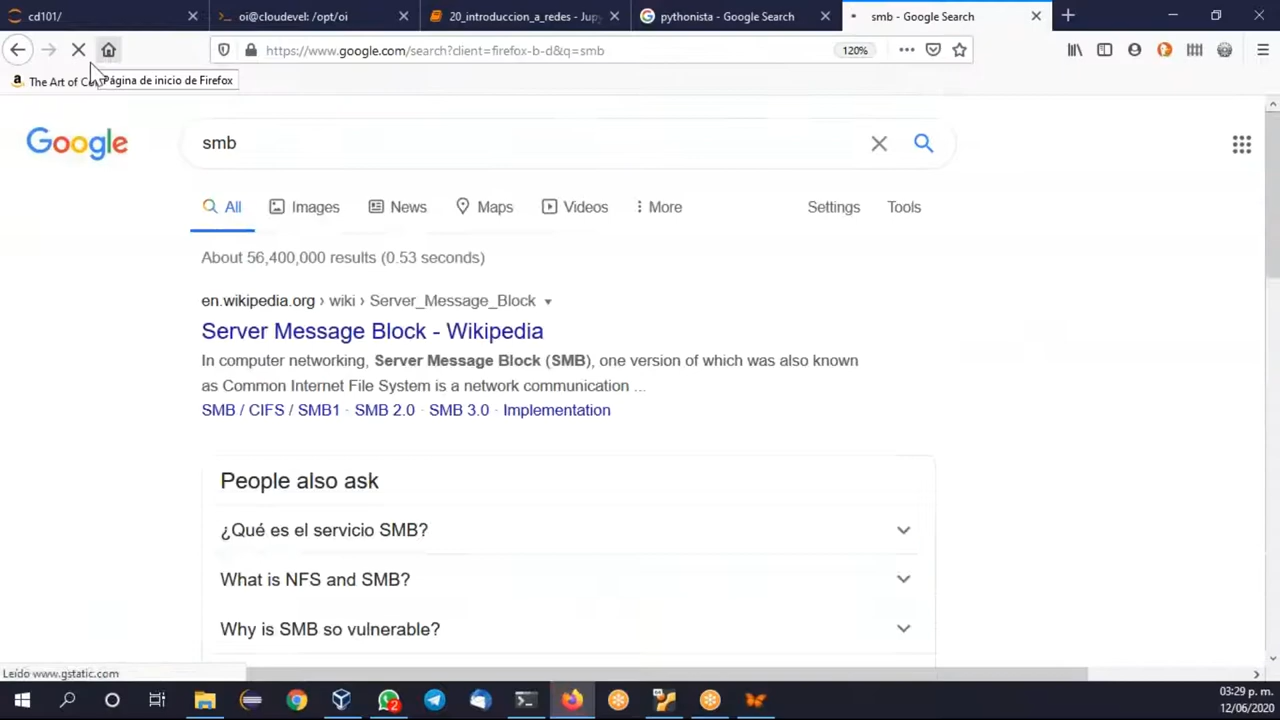 cd101/
oi@cloudevel: /opt/oi
20_introduccion_a_redes - Jup
pythonista - Google Search
smb - Google Search
https://www.google.com/search?client=firefox-b-d&q=smb
120%
The Art of
Página de inicio de Firefox
Google
smb
All
Images
News
Maps
Videos
More
Settings
Tools
About 56,400,000 results (0.53 seconds)
en.wikipedia.org › wiki › Server_Message_Block
Server Message Block - Wikipedia
In computer networking, Server Message Block (SMB), one version of which was also known
as Common Internet File System is a network communication ...
SMB / CIFS / SMB1 · SMB 2.0 · SMB 3.0 · Implementation
People also ask
¿Qué es el servicio SMB?
What is NFS and SMB?
Why is SMB so vulnerable?
Leído www.gstatic.com
2
03:29 p. m.
12/06/2020